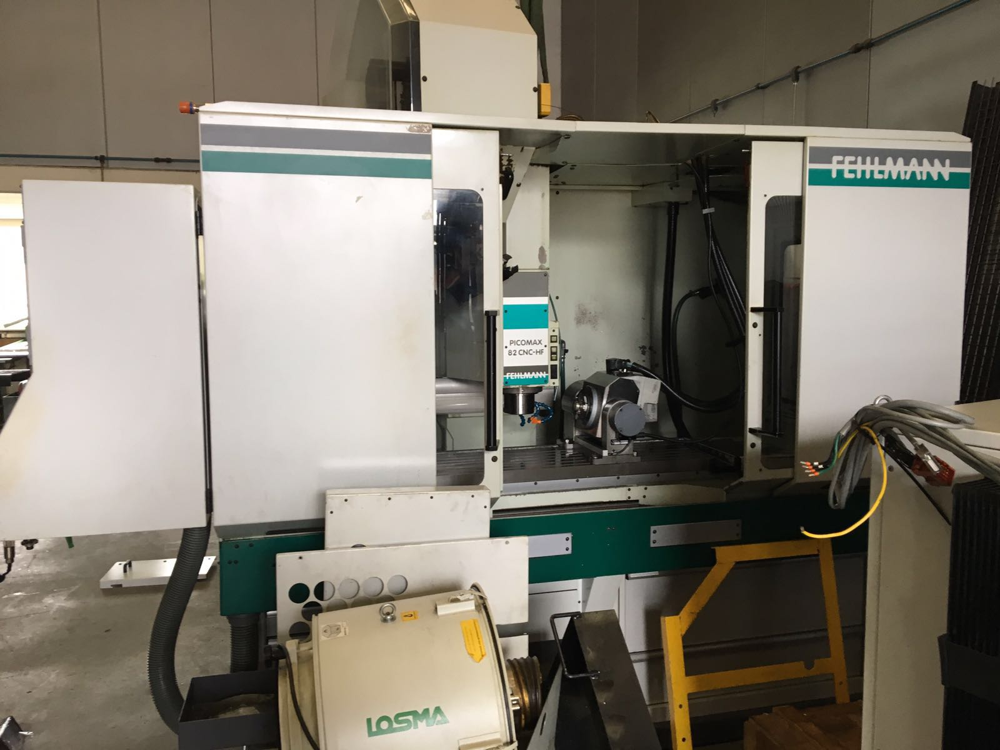 FEHLMANN
PICOMAX
82 CNC-HF
FEHLMANN
LOSMA